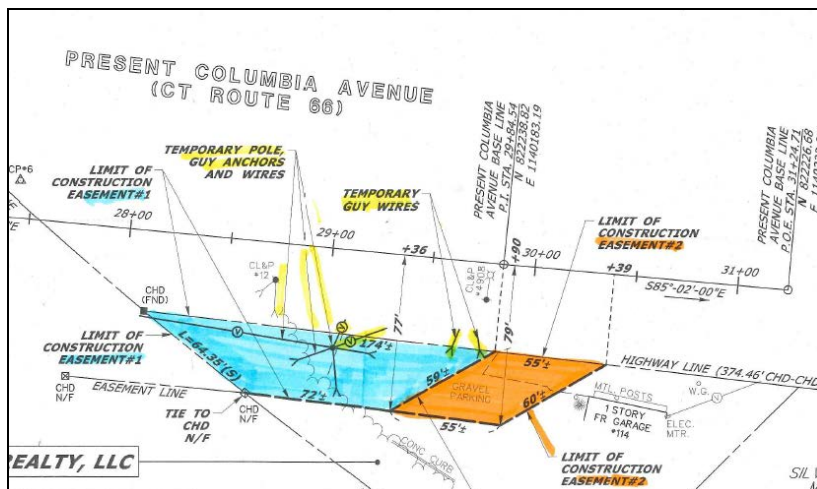 PRESENT COLUMBIA AVENUE
(CT ROUTE 66)
CP#6
LIMIT OF
CONSTRUCTION
EASEMENT#1
TEMPORARY POLE,
GUY ANCHORS
AND WIRES
TEMPORARY
GUY WIRES
PRESENT COLUMBIA
AVENUE BASE LINE
P.I. STA. 29+84.54
N 822238.82
E 1140183.19
LIMIT OF
CONSTRUCTION
EASEMENT#2
PRESENT COLUMBIA
AVENUE BASE LINE
P.O.E. STA. 31+24.71
N 822226.68
28+00
29+00
+36
+90
30+00
+39
31+00
S85°-02'-00"E
CL&P
#12
CL&P
#4908
CHD
(FND)
77'
79'
LIMIT OF
CONSTRUCTION
EASEMENT#1
L=64.35'(S)
V
174'±
59'±
55'±
HIGHWAY LINE (374.46' CHD-CHD
CHD
N/F
EASEMENT LINE
72'±
GRAVEL
PARKING
60'±
MTL. POSTS
W.G.
V
TIE TO
CHD
N/F
CHD
N/F
55'±
1 STORY
FR GARAGE
#114
ELEC.
MTR.
CONC CURB
REALTY, LLC
LIMIT OF
CONSTRUCTION
EASEMENT#2